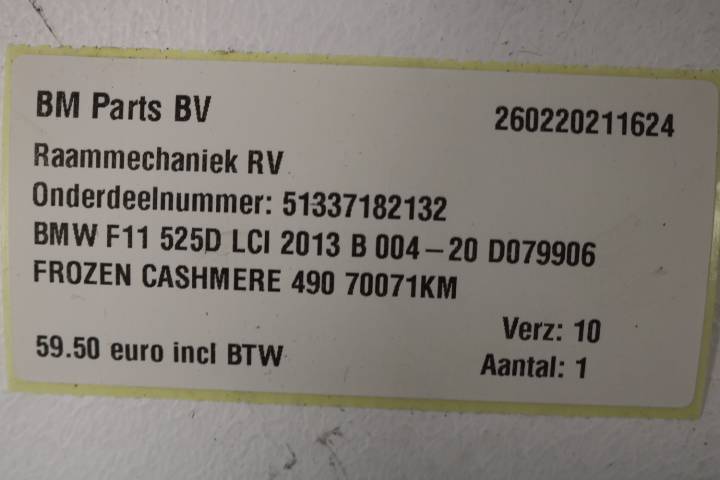 BM Parts BV
260220211624
Raammechaniek RV
Onderdeelnummer: 51337182132
BMW F11 525D LCI 2013 B 004-20 D079906
FROZEN CASHMERE 490 70071KM
Verz: 10
59.50 euro incl BTW
Aantal: 1